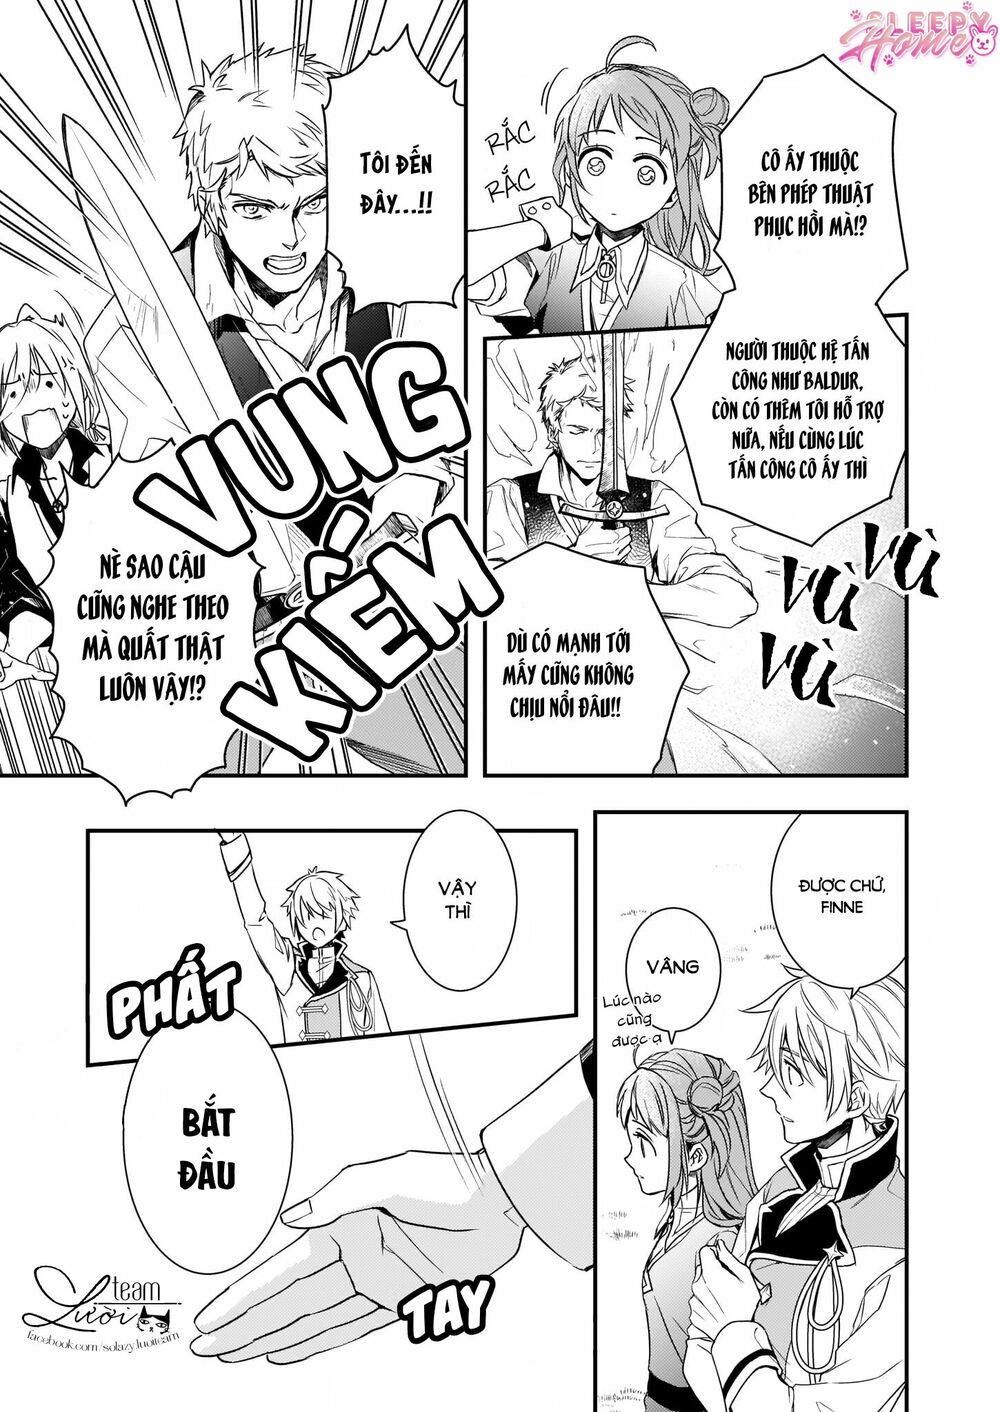 SLEEPY
Home
CÔ ẤY THUỘC
BÊN PHÉP THUẬT
PHỤC HỒI MÀ!?
RẮC
RẮC
NGƯỜI THUỘC HỆ TẤN
CÔNG NHƯ BALDUR,
CÒN CÓ THÊM TÔI HỖ TRỢ
NỮA, NẾU CÙNG LÚC
TẤN CÔNG CÔ ẤY THÌ
VÙ
VÙ
VÙ
DÙ CÓ MẠNH TỚI
MẤY CŨNG KHÔNG
CHỊU NỔI ĐÂU!!
TÔI ĐẾN
ĐÂY...!!
VUNG
KIẾM
NÈ SAO CẬU
CŨNG NGHE THEO
MÀ QUẤT THẬT
LUÔN VẬY!?
ĐƯỢC CHỨ,
FINNE
VÂNG
Lúc nào
cũng
được ạ
VẬY
THÌ
PHẤT
TAY
BẮT
ĐẦU
team
Lười
facebook.com/solazy.luoiteam